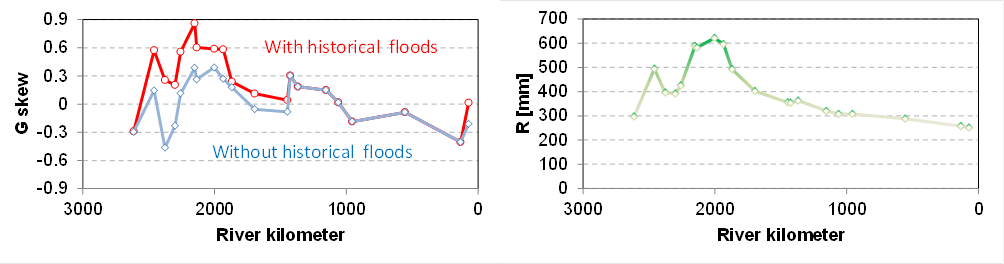 G skew
0.9
0.6
0.3
0
-0.3
-0.6
-0.9
With historical floods
Without historical floods
3000 2000 1000 0
River kilometer
R [mm]
700
600
500
400
300
200
100
0
3000 2000 1000 0
River kilometer